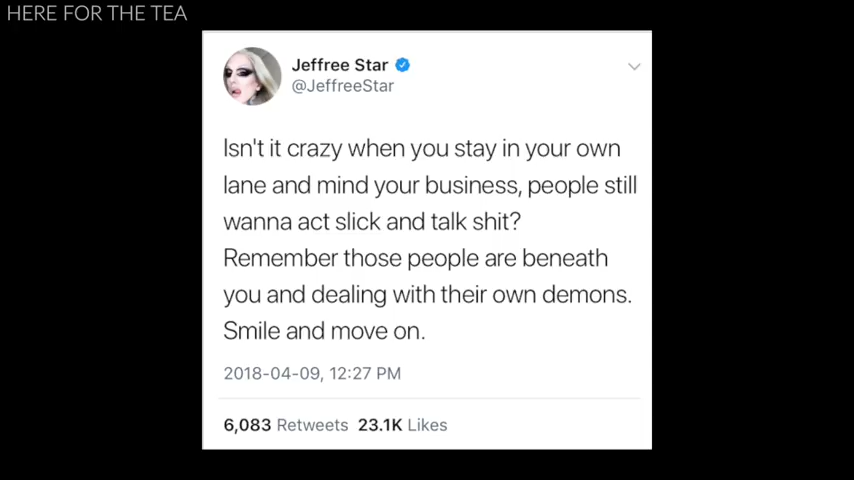 HERE FOR THE TEA
Jeffree Star
@JeffreeStar
Isn't it crazy when you stay in your own
lane and mind your business, people still
wanna act slick and talk shit?
Remember those people are beneath
you and dealing with their own demons.
Smile and move on.
2018-04-09, 12:27 PM
6,083 Retweets 23.1K Likes